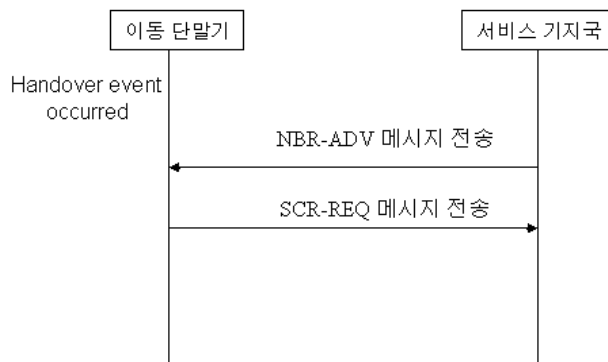 이동 단말기
서비스 기지국
Handover event
occurred
NBR-ADV 메시지 전송
SCR-REQ 메시지 전송